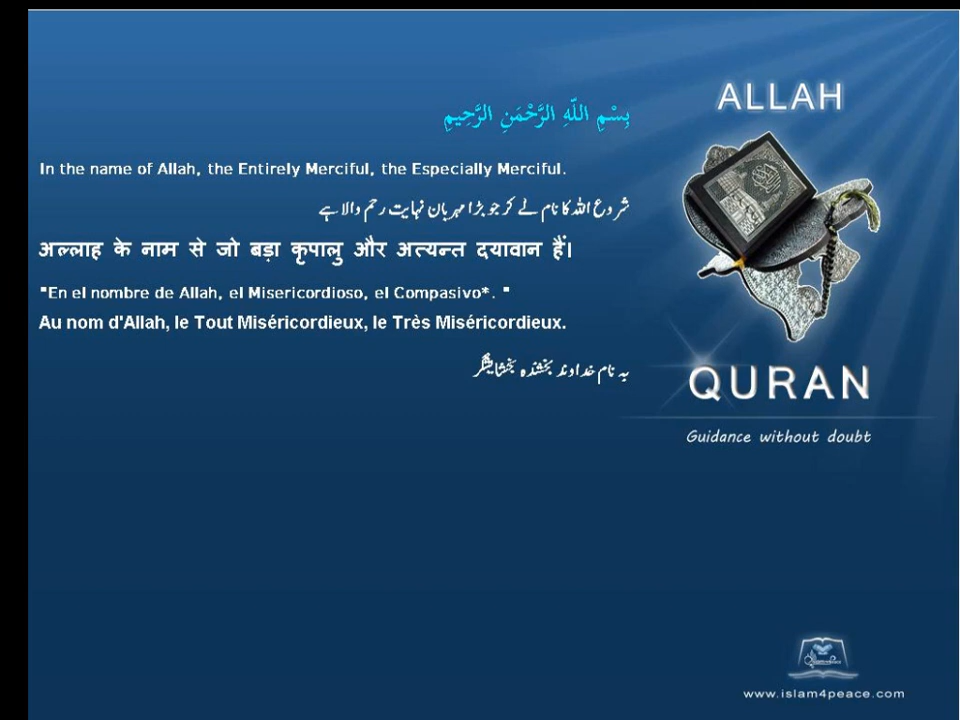 بِسْمِ اللَّهِ الرَّحْمَنِ الرَّحِيمِ
In the name of Allah, the Entirely Merciful, the Especially Merciful.
شروع الله کا نام لے کر جو بڑا مہربان نہایت رحم والا ہے
अल्लाह के नाम से जो बड़ा कृपालु और अत्यन्त दयावान हैं।
"En el nombre de Allah, el Misericordioso, el Compasivo*. "
Au nom d'Allah, le Tout Miséricordieux, le Très Miséricordieux.
به نام خداوند بخشنده بخشایشگر
ALLAH
QURAN
Guidance without doubt
www.islam4peace.com